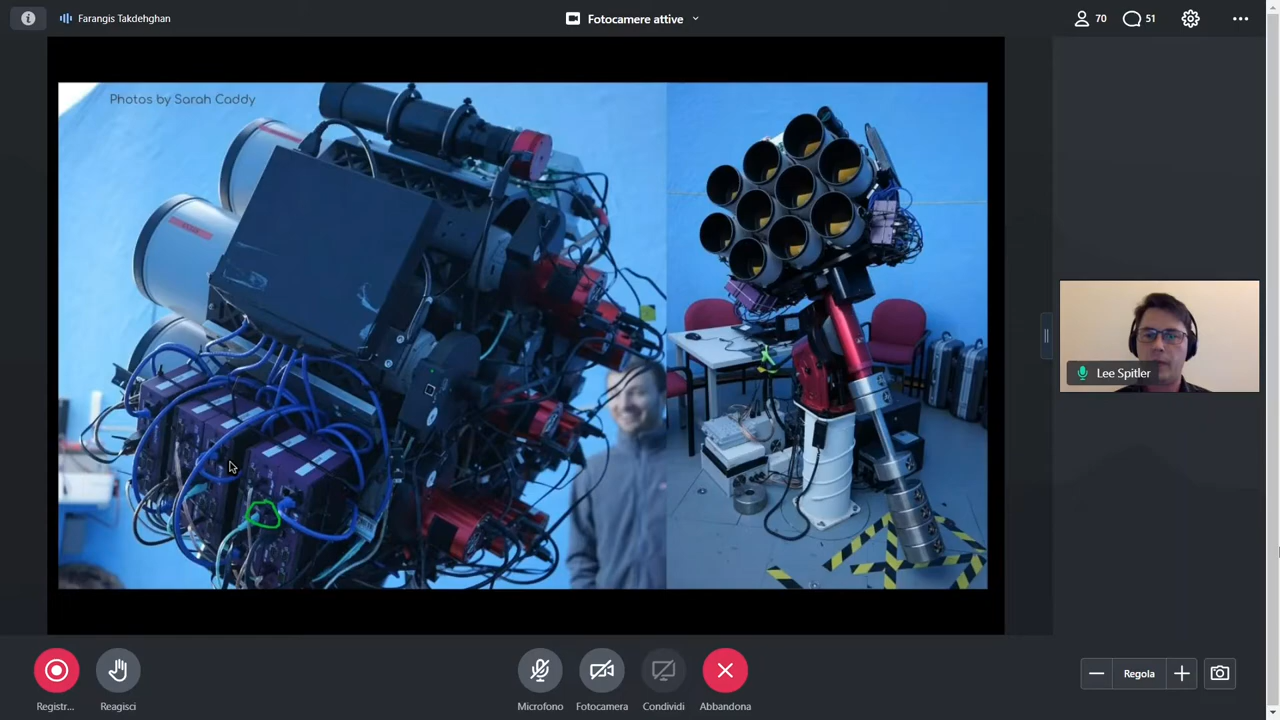 Farangis Takdehghan
Fotocamere attive
70
51
Photos by Sarah Caddy
Lee Spitler
Registr...
Reagisci
Microfono
Fotocamera
Condividi
Abbandona
Regola